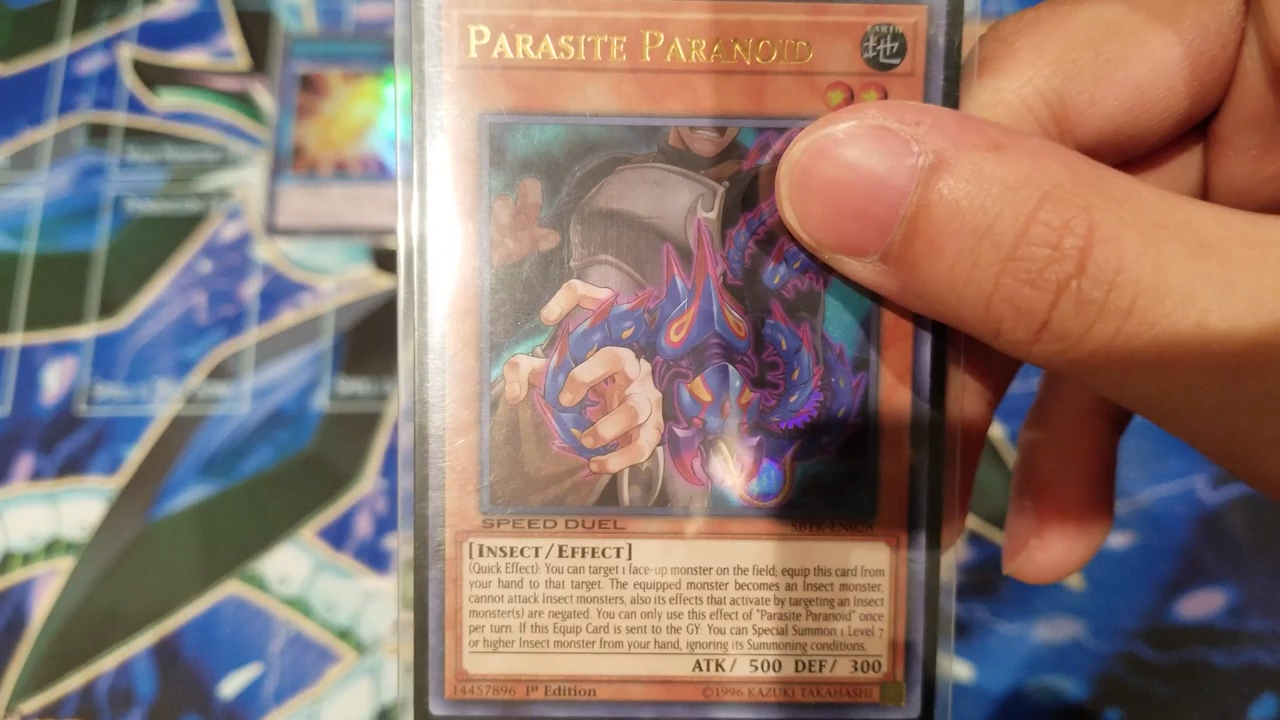 PARASITE PARANOID
EARTH
地
SPEED DUEL
[INSECT/EFFECT]
(Quick Effect): You can target 1 face-up monster on the field; equip this card from
your hand to that target. The equipped monster becomes an Insect monster,
cannot attack Insect monsters, also its effects that activate by targeting an Insect
monster(s) are negated. You can only use this effect of "Parasite Paranoid" once
per turn. If this Equip Card is sent to the GY: You can Special Summon 1 Level 7
or higher Insect monster from your hand, ignoring its Summoning conditions.
ATK/ 500 DEF/ 300
14457896 1st Edition ©1996 KAZUKI TAKAHASHI